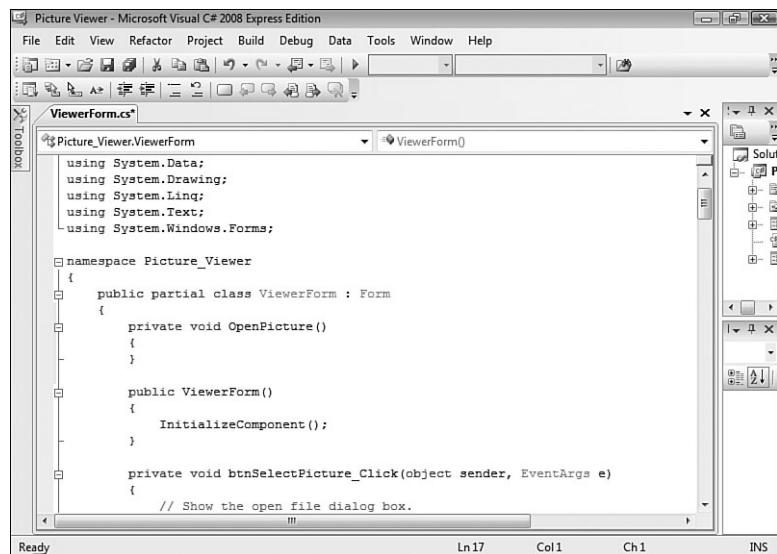 Picture Viewer - Microsoft Visual C# 2008 Express Edition
File Edit View Refactor Project Build Debug Data Tools Window Help
ViewerForm.cs*
Toolbox
Picture_Viewer.ViewerForm ViewerForm()
using System.Data;
using System.Drawing;
using System.Linq;
using System.Text;
using System.Windows.Forms;
namespace Picture_Viewer
{
public partial class ViewerForm : Form
{
private void OpenPicture()
{
}
public ViewerForm()
{
InitializeComponent();
}
private void btnSelectPicture_Click(object sender, EventArgs e)
{
// Show the open file dialog box.
Solut
P
Ready Ln 17 Col 1 Ch 1 INS